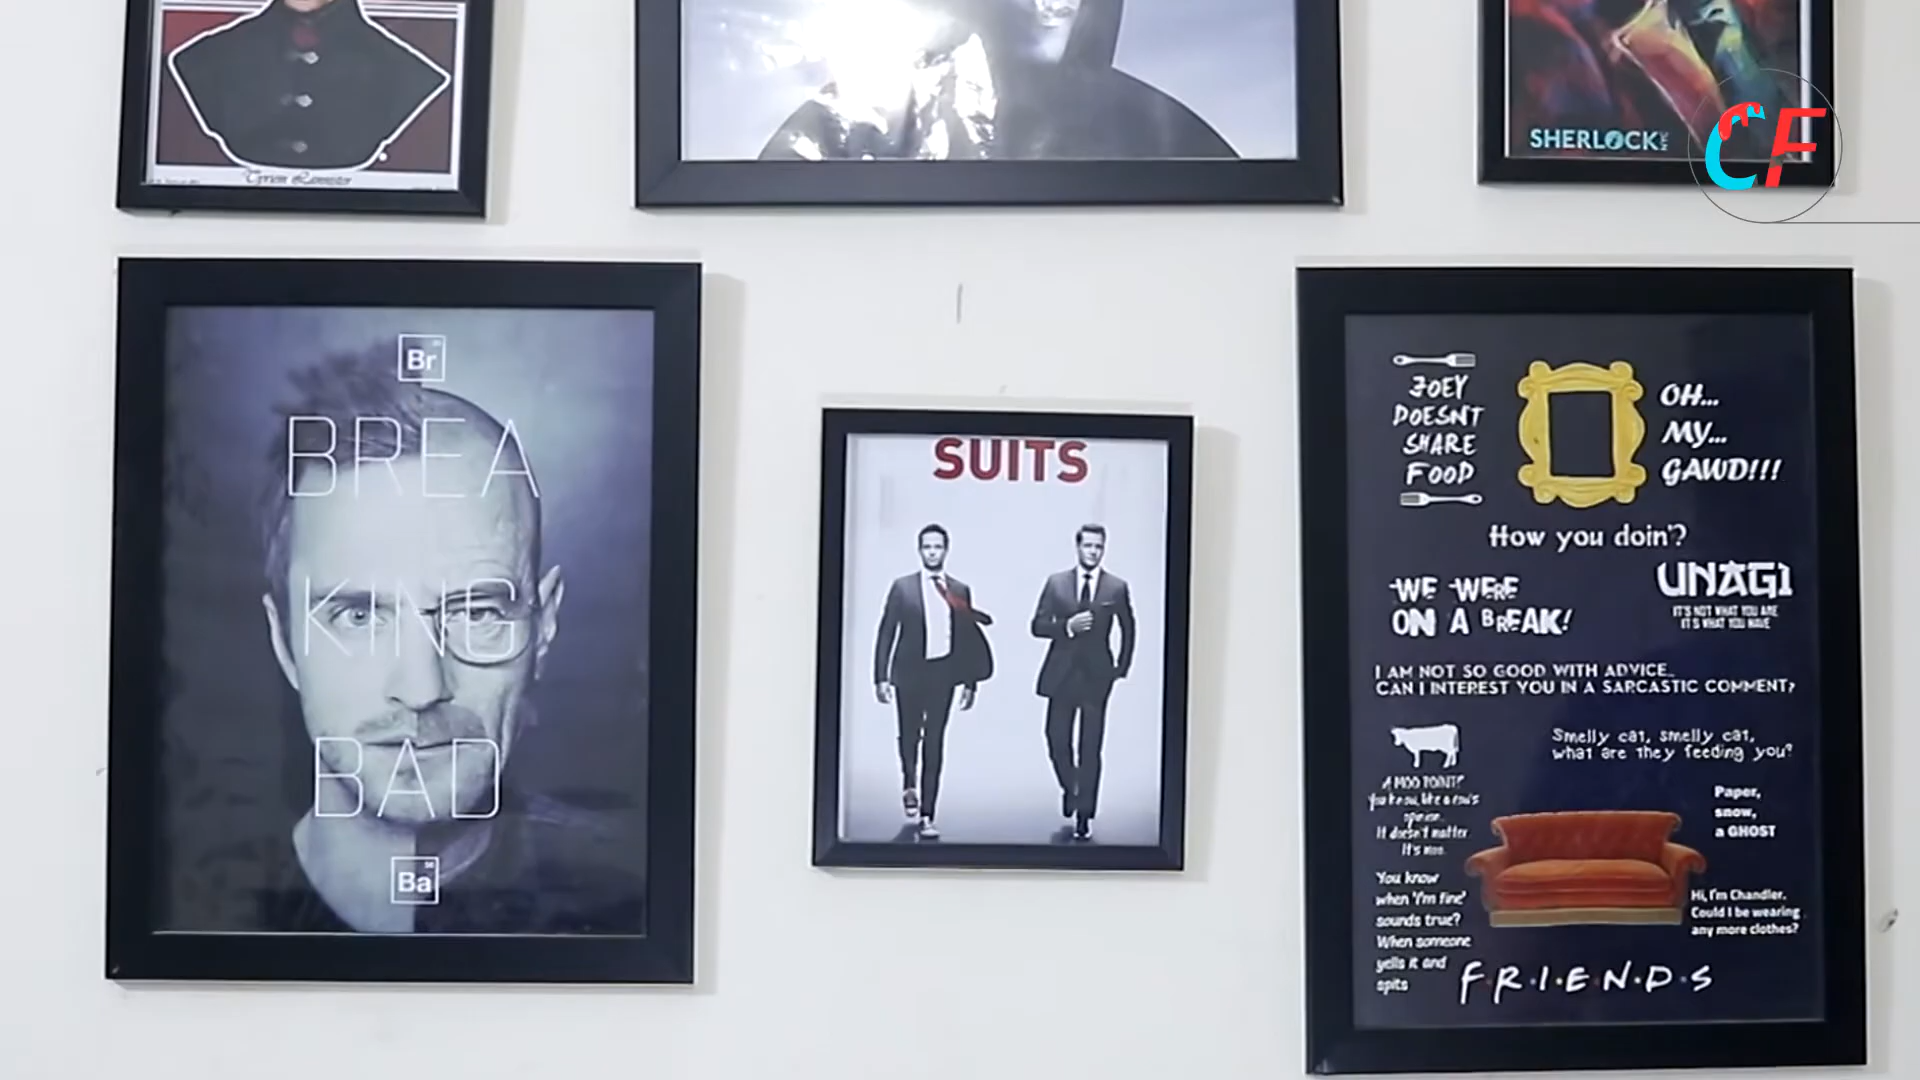 Tyrion Lannister
SHERLOCK
CF
Br
BREA
KING
BAD
Ba
SUITS
JOEY
DOESN'T
SHARE
FOOD
OH...
MY...
GAWD!!!
How you doin'?
WE WERE
ON A BREAK!
UNAGI
IT'S NOT WHAT YOU ARE
IT'S WHAT YOU HAVE
I AM NOT SO GOOD WITH ADVICE...
CAN I INTEREST YOU IN A SARCASTIC COMMENT?
Smelly cat, smelly cat,
what are they feeding you?
A MOO POINT?
You know, like a cow's
opinion.
It doesn't matter
It's moo.
Paper,
snow,
a GHOST
You know
when 'I'm fine'
sounds true?
When someone
yells it and
spits
Hi, I'm Chandler.
Could I be wearing
any more clothes?
F·R·I·E·N·D·S